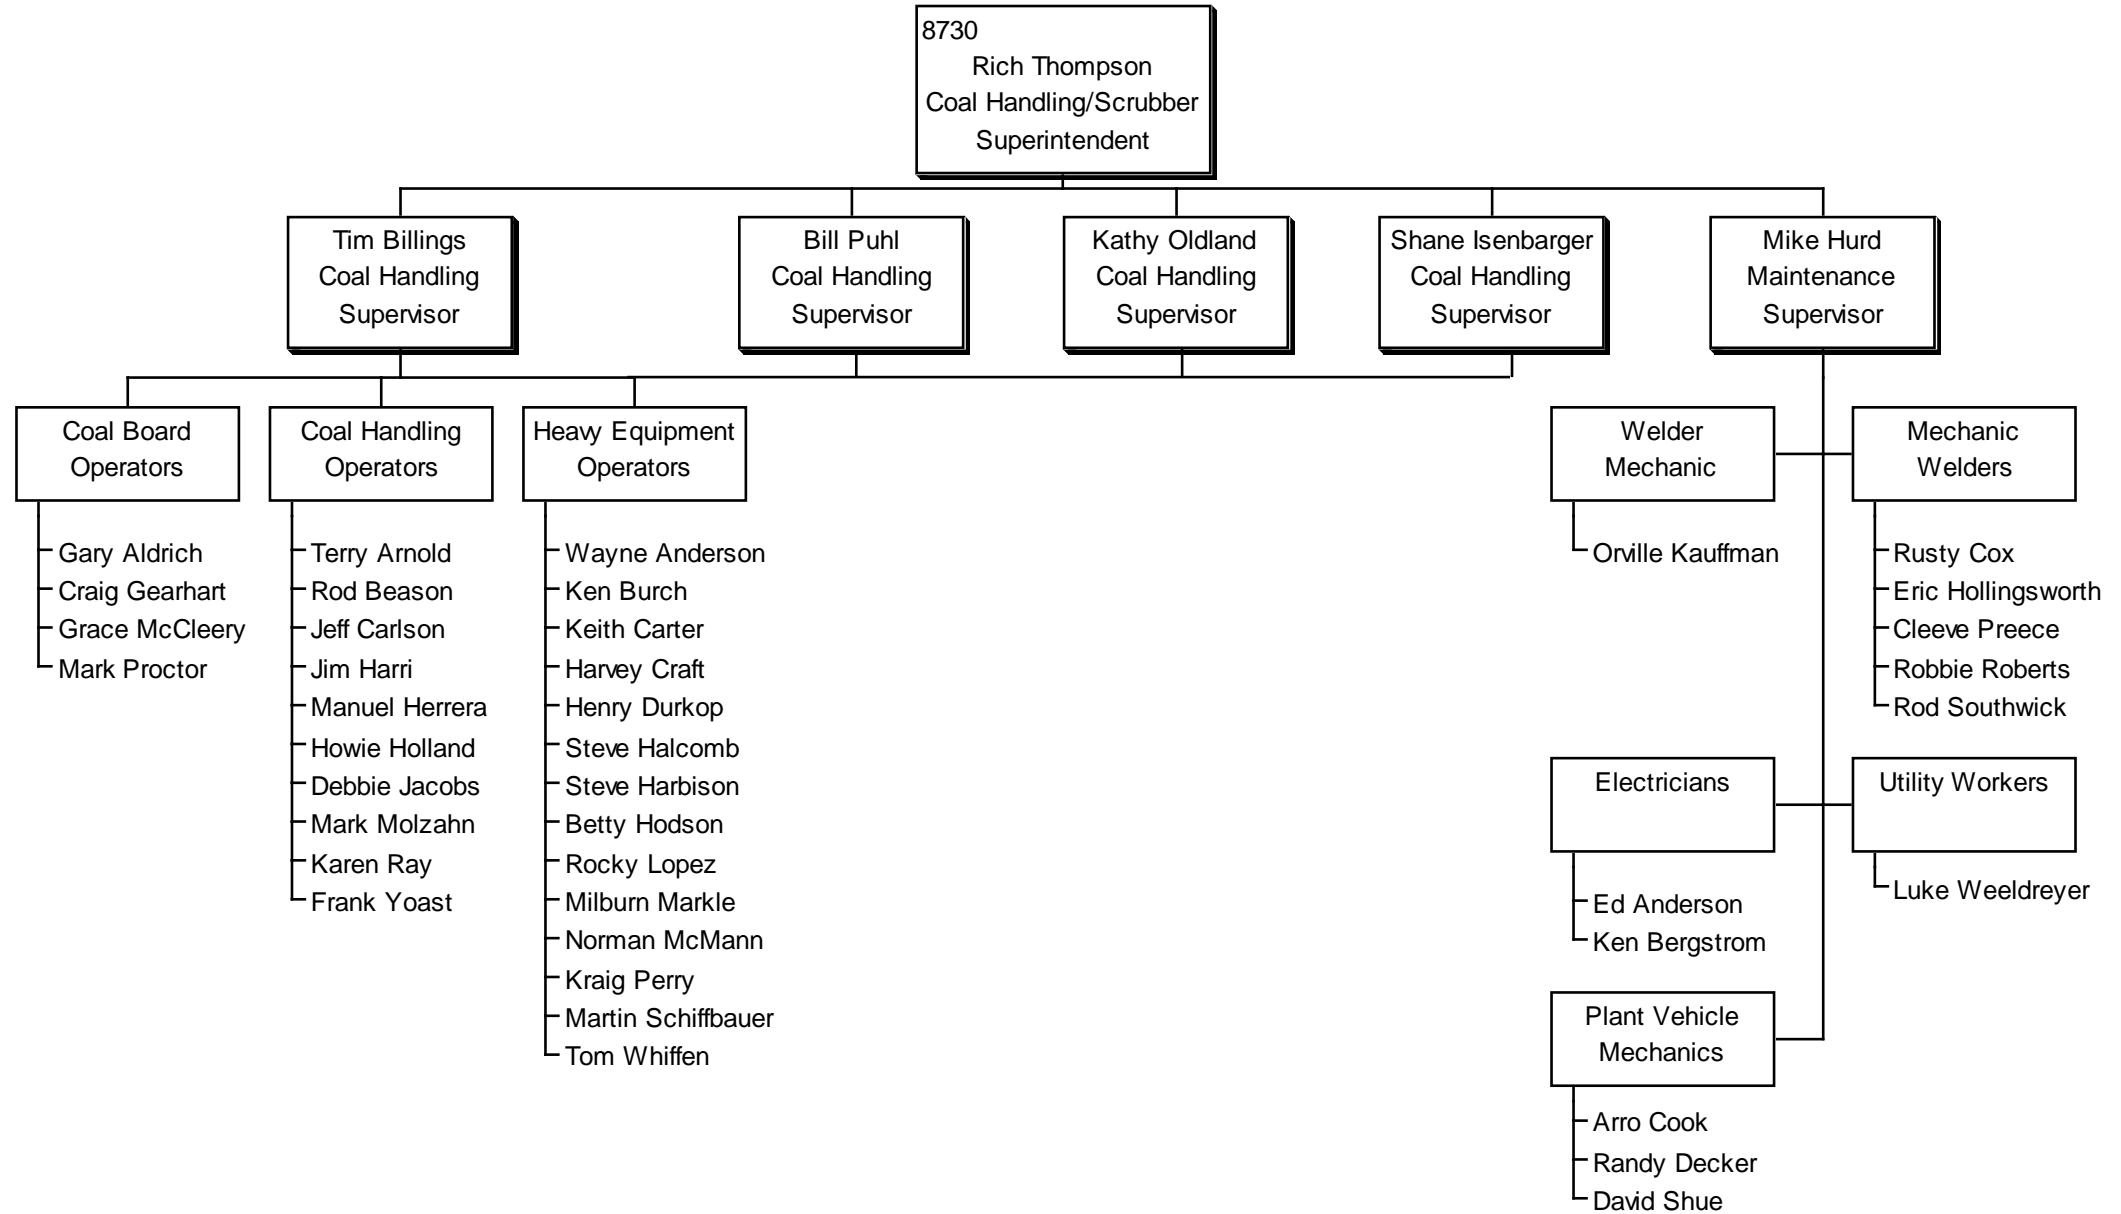 8730
Rich Thompson
Coal Handling/Scrubber
Superintendent
Tim Billings
Coal Handling
Supervisor
Bill Puhl
Coal Handling
Supervisor
Kathy Oldland
Coal Handling
Supervisor
Shane Isenbarger
Coal Handling
Supervisor
Mike Hurd
Maintenance
Supervisor
Coal Board
Operators
Gary Aldrich
Craig Gearhart
Grace McCleery
Mark Proctor
Coal Handling
Operators
Terry Arnold
Rod Beason
Jeff Carlson
Jim Harri
Manuel Herrera
Howie Holland
Debbie Jacobs
Mark Molzahn
Karen Ray
Frank Yoast
Heavy Equipment
Operators
Wayne Anderson
Ken Burch
Keith Carter
Harvey Craft
Henry Durkop
Steve Halcomb
Steve Harbison
Betty Hodson
Rocky Lopez
Milburn Markle
Norman McMann
Kraig Perry
Martin Schiffbauer
Tom Whiffen
Welder
Mechanic
Orville Kauffman
Mechanic
Welders
Rusty Cox
Eric Hollingsworth
Cleeve Preece
Robbie Roberts
Rod Southwick
Electricians
Ed Anderson
Ken Bergstrom
Utility Workers
Luke Weeldreyer
Plant Vehicle
Mechanics
Arro Cook
Randy Decker
David Shue